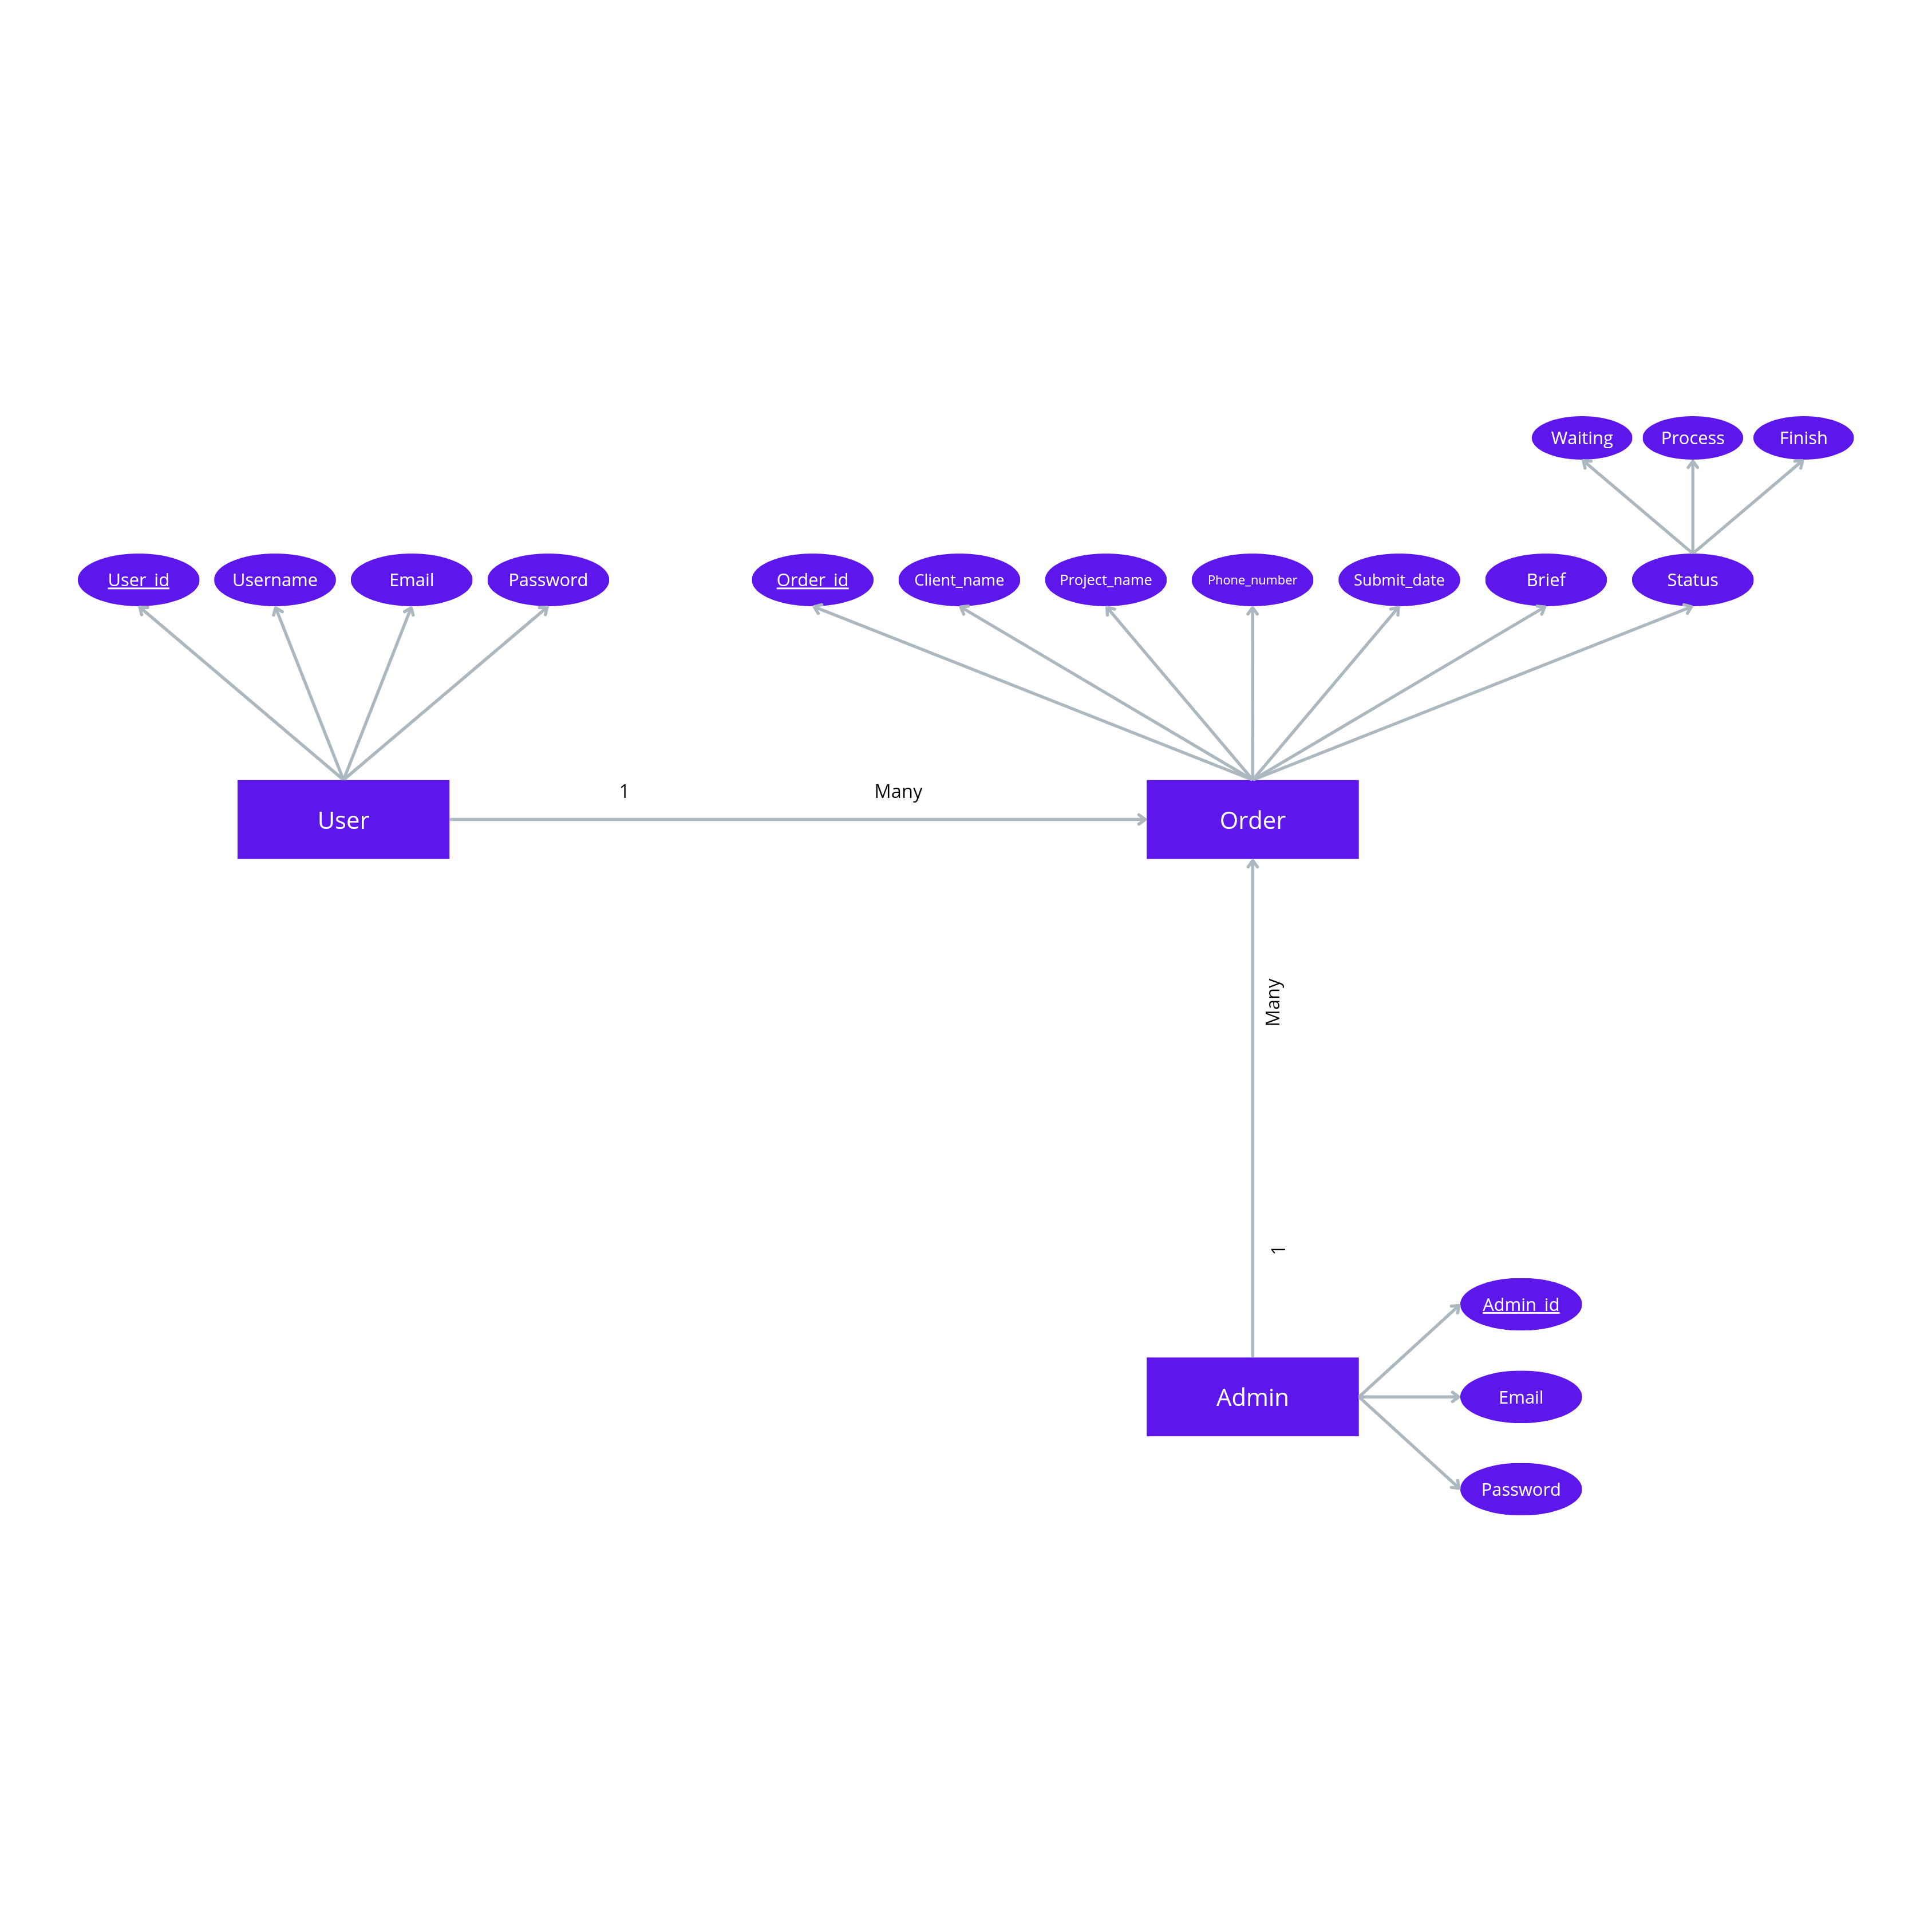 Waiting
Process
Finish
User_id
Username
Email
Password
Order_id
Client_name
Project_name
Phone_number
Submit_date
Brief
Status
1
Many
User
Order
Many
1
Admin_id
Admin
Email
Password